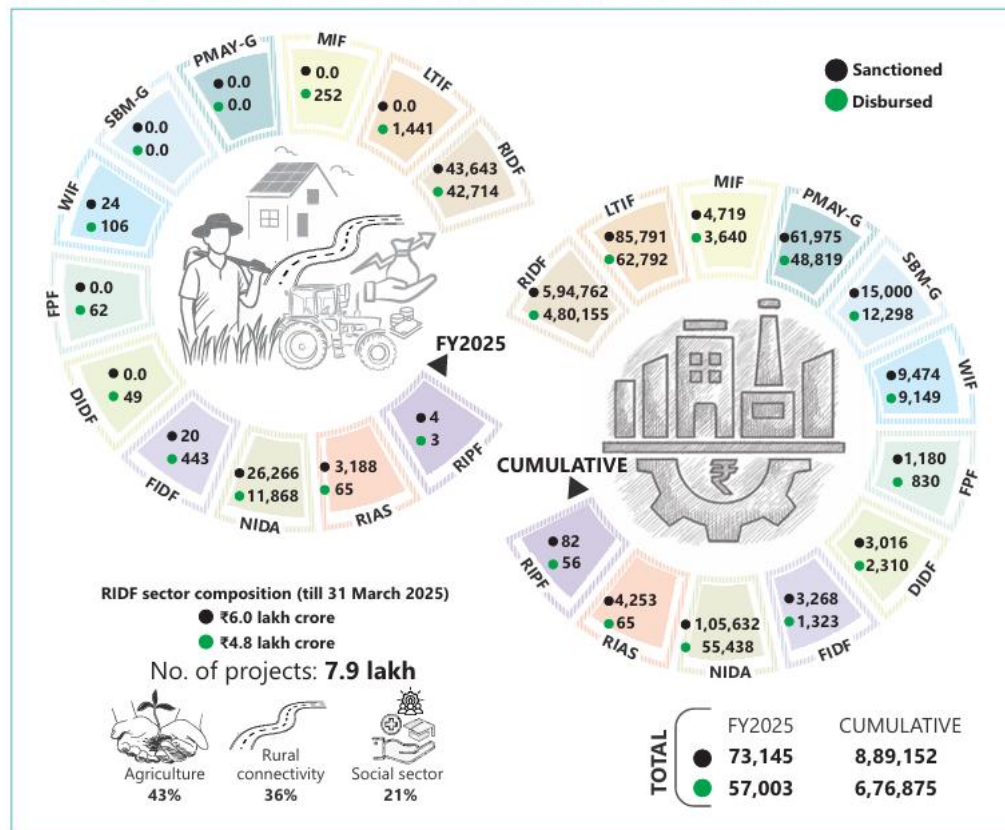 PMAY-G
0.0
0.0
MIF
0.0
252
LTIF
0.0
1,441
RIDF
43,643
42,714
SBM-G
0.0
0.0
WIF
24
106
FPF
0.0
62
DIDF
0.0
49
FIDF
20
443
NIDA
26,266
11,868
RIAS
3,188
65
RIPF
4
3
FY2025
Sanctioned
Disbursed
RIDF
5,94,762
4,80,155
LTIF
85,791
62,792
MIF
4,719
3,640
PMAY-G
61,975
48,819
SBM-G
15,000
12,298
WIF
9,474
9,149
FPF
1,180
830
DIDF
3,016
2,310
FIDF
3,268
1,323
NIDA
1,05,632
55,438
RIAS
4,253
65
RIPF
82
56
CUMULATIVE
₹
RIDF sector composition (till 31 March 2025)
₹6.0 lakh crore
₹4.8 lakh crore
No. of projects: 7.9 lakh
Agriculture
43%
Rural
connectivity
36%
Social sector
21%
TOTAL
FY2025 CUMULATIVE
73,145 8,89,152
57,003 6,76,875